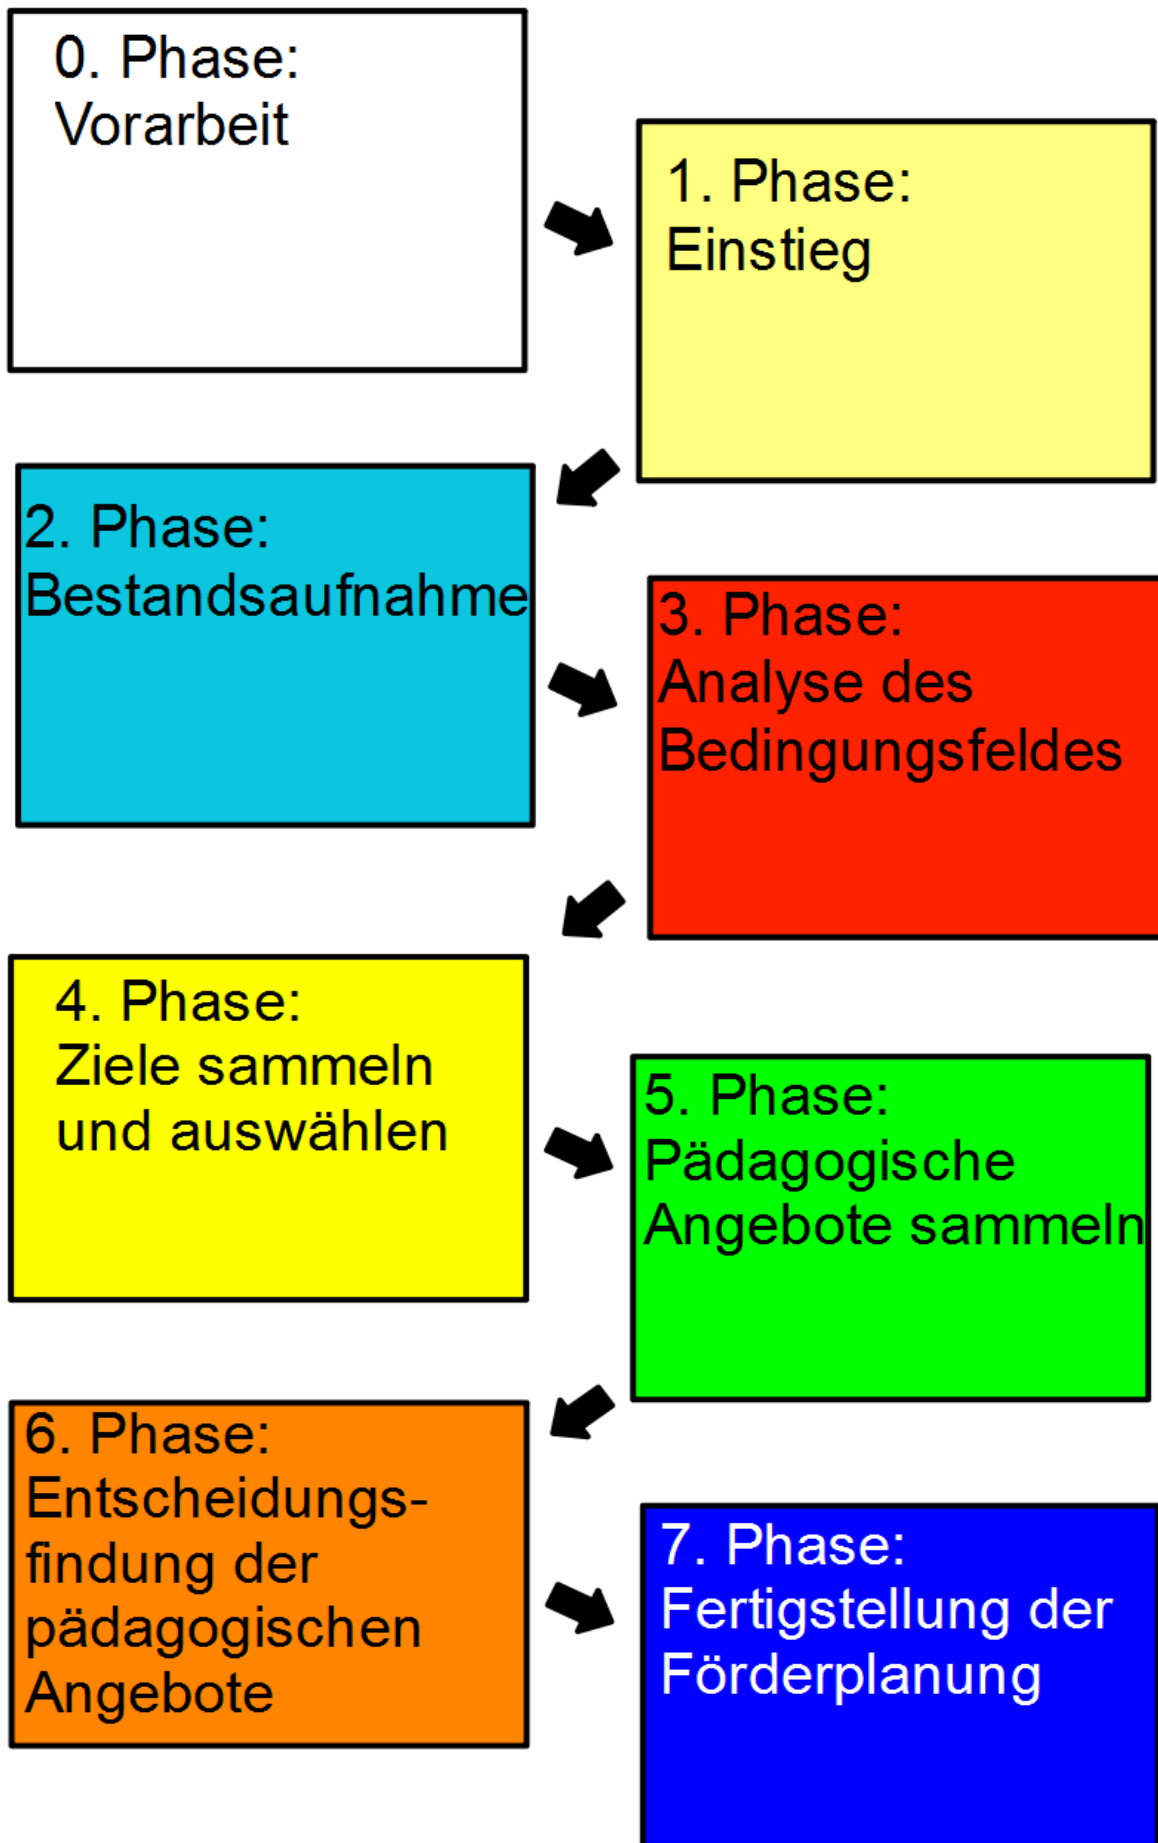 0. Phase:
Vorarbeit
1. Phase:
Einstieg
2. Phase:
Bestandsaufnahme
3. Phase:
Analyse des
Bedingungsfeldes
4. Phase:
Ziele sammeln
und auswählen
5. Phase:
Pädagogische
Angebote sammeln
6. Phase:
Entscheidungs-
findung der
pädagogischen
Angebote
7. Phase:
Fertigstellung der
Förderplanung